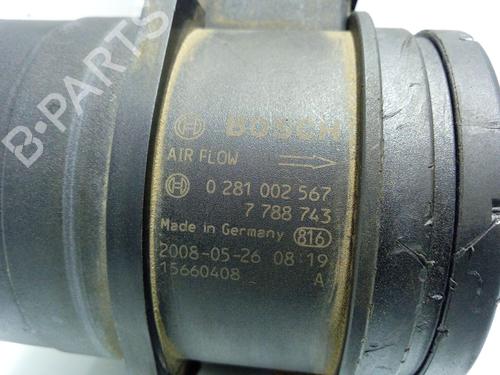 B-PARTS
BOSCH
AIR FLOW
0 281 002 567
7 788 743
Made in Germany 816
2008-05-26 08:19
15660408 A